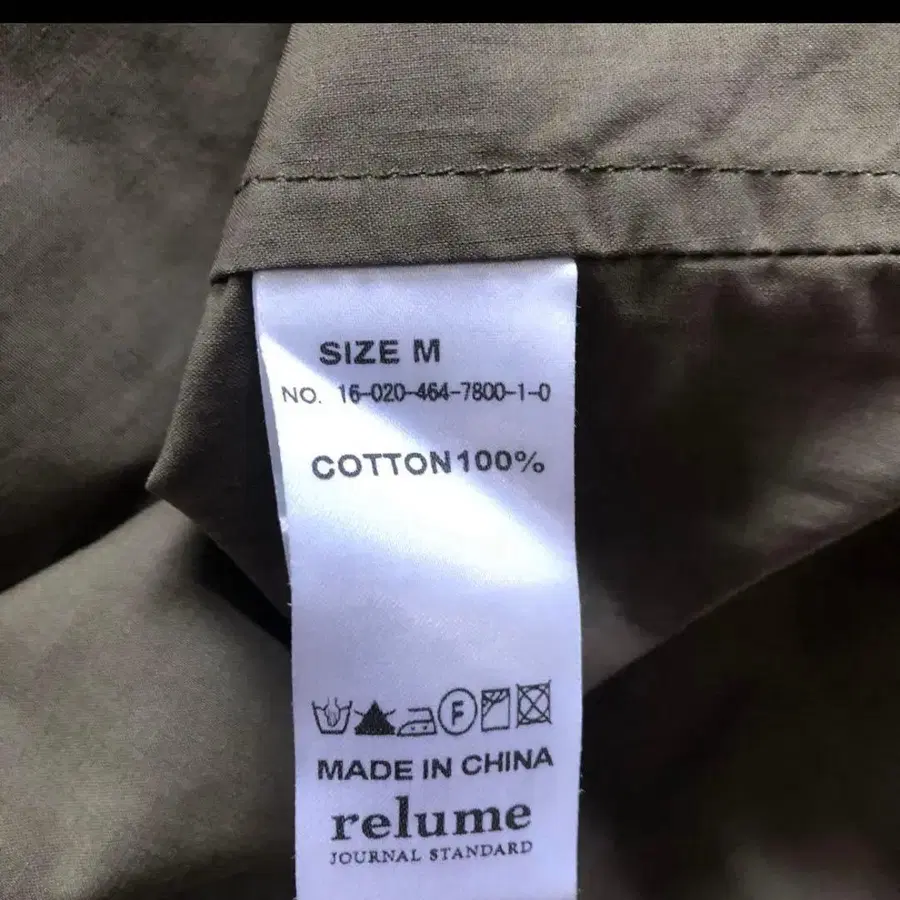 SIZE M
NO. 16-020-464-7800-1-0
COTTON100%
F
MADE IN CHINA
relume
JOURNAL STANDARD